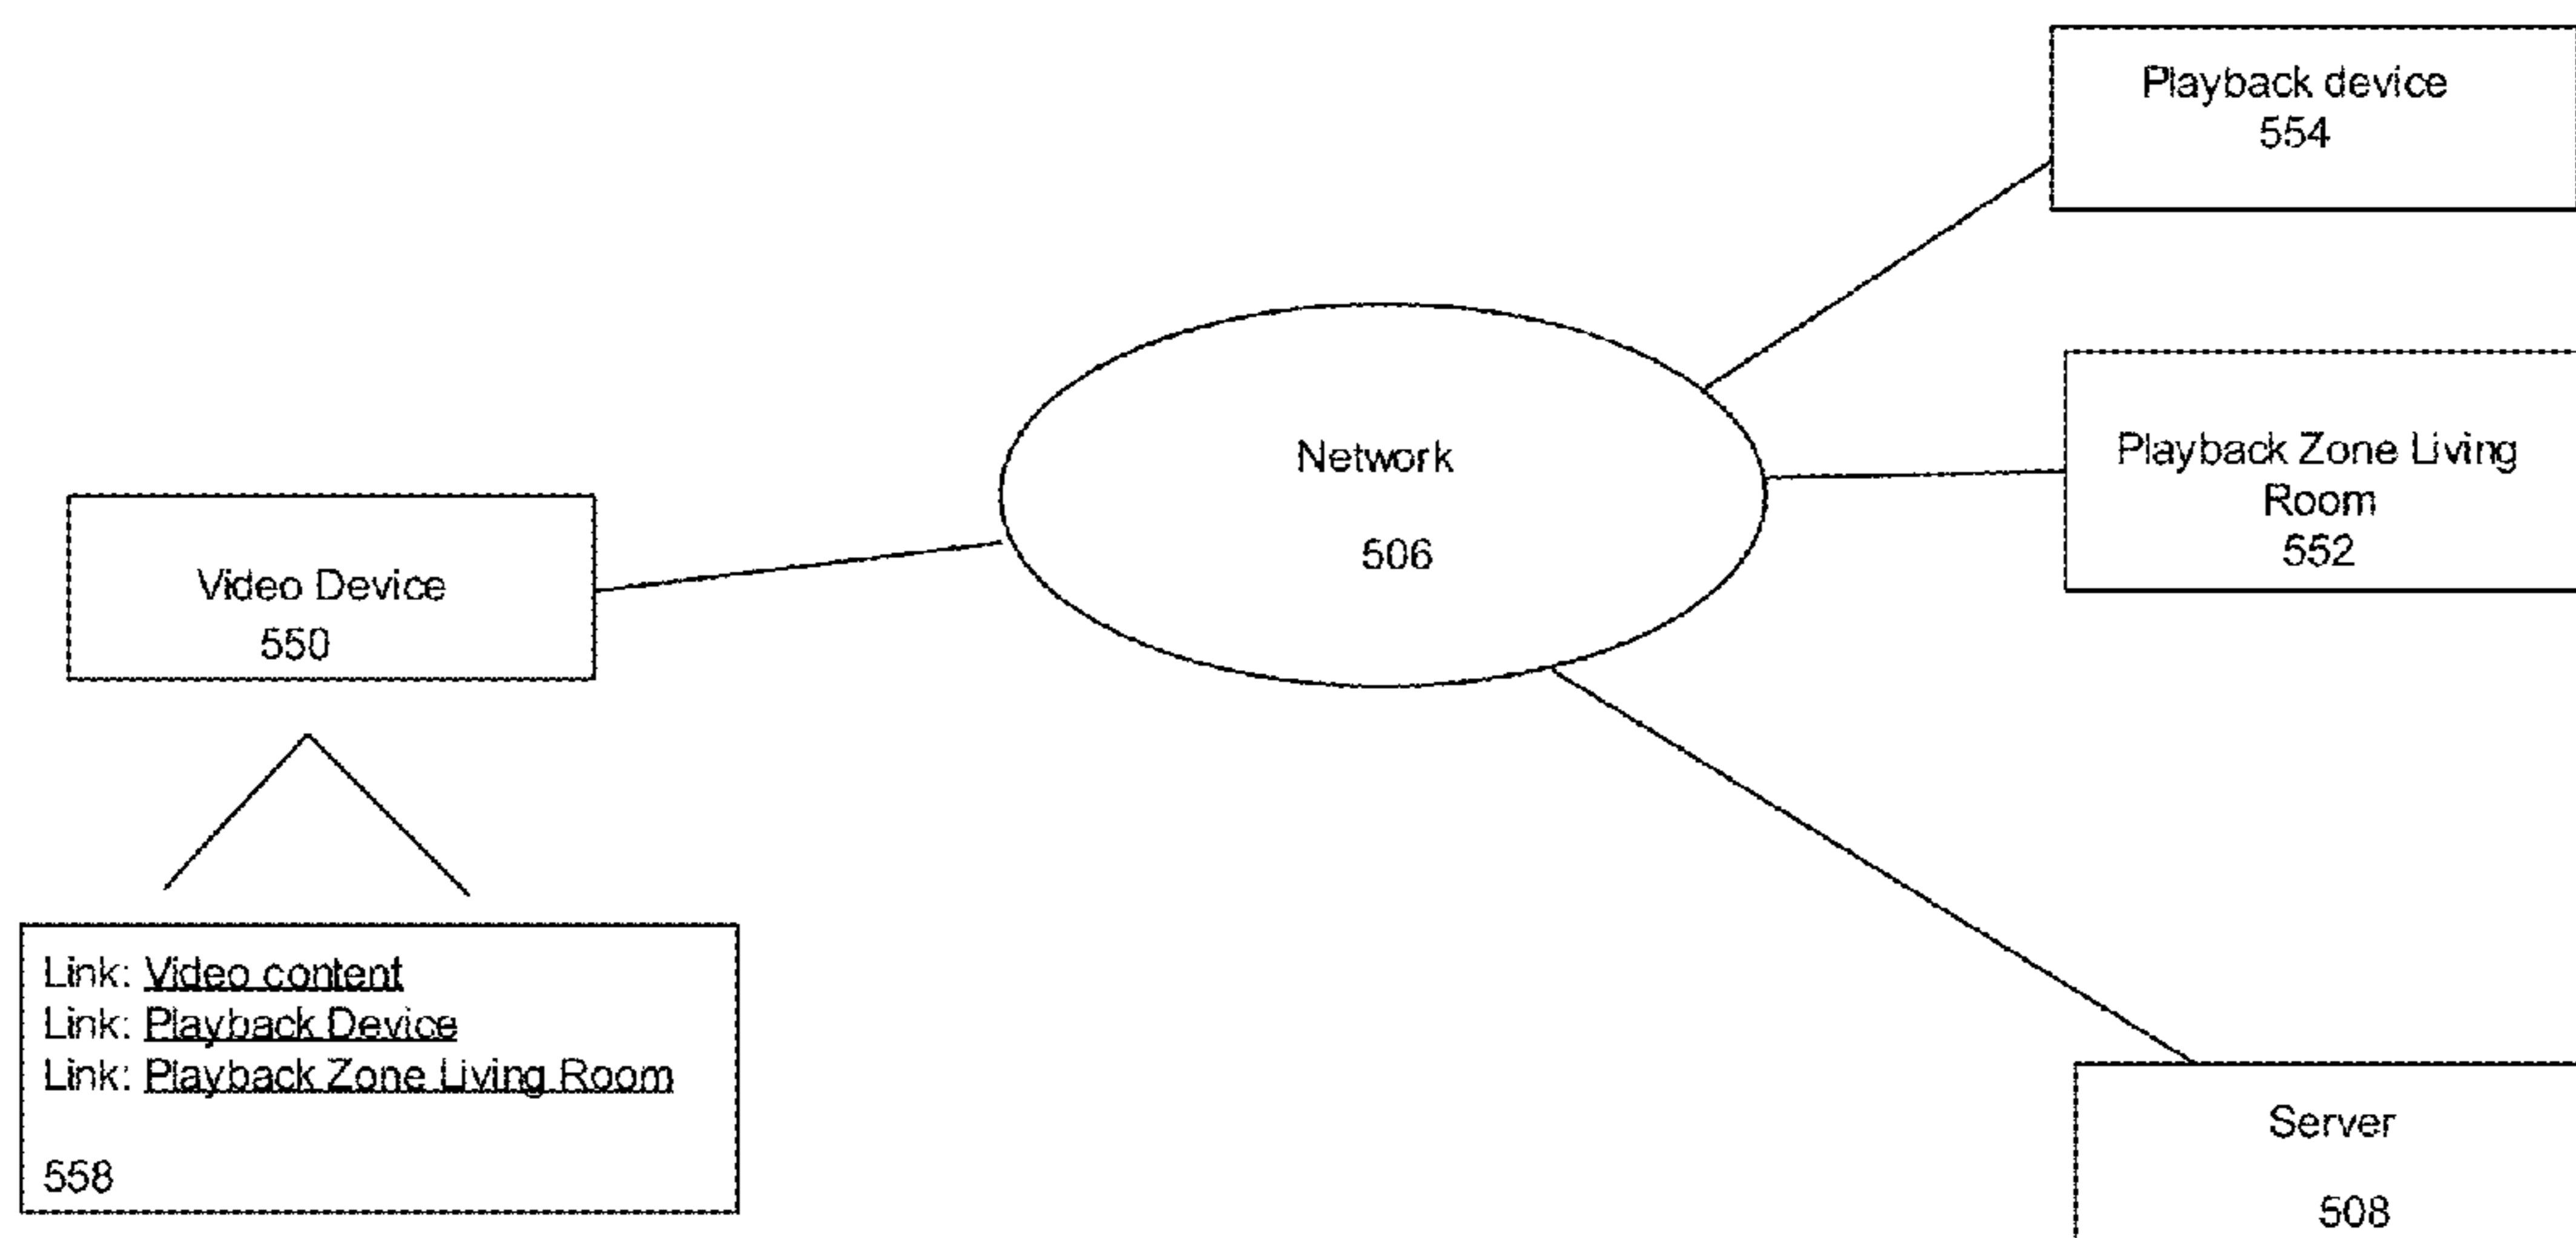 Playback device
554
Network
506
Playback Zone Living
Room
552
Video Device
550
Link: Video content
Link: Playback Device
Link: Playback Zone Living Room
558
Server
508